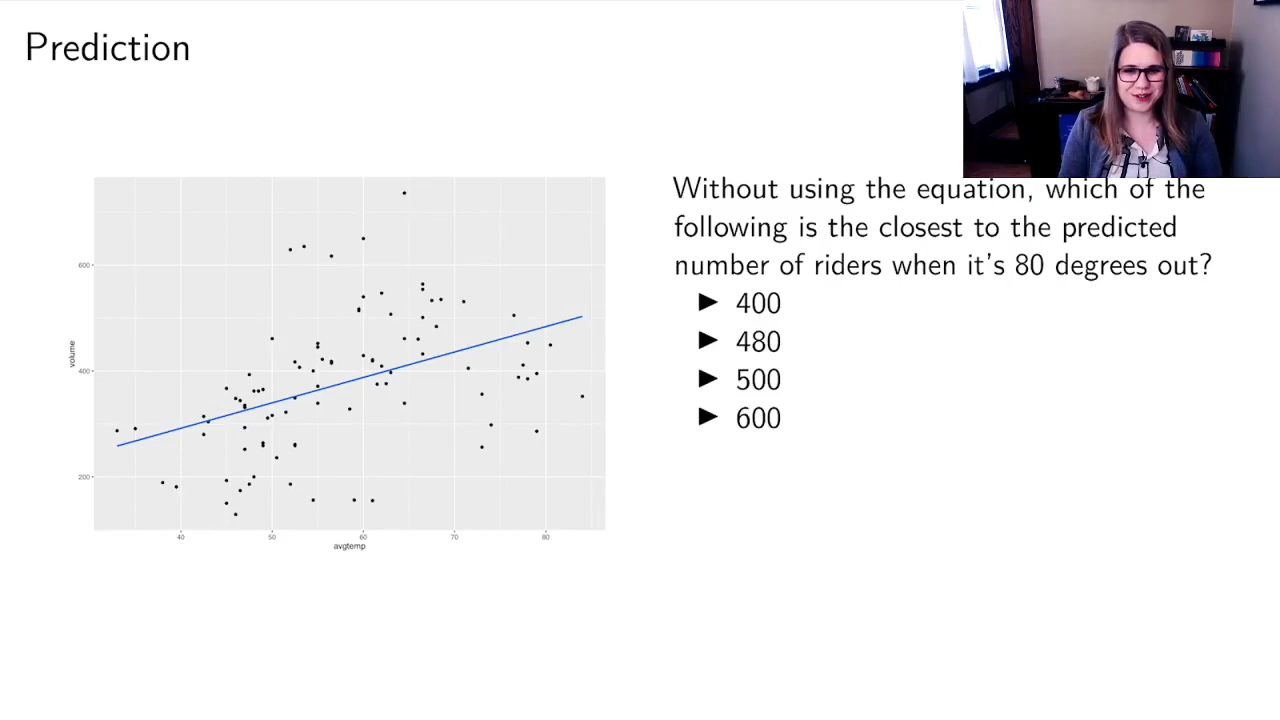 Prediction
Without using the equation, which of the
following is the closest to the predicted
number of riders when it's 80 degrees out?
▶ 400
▶ 480
▶ 500
▶ 600
600
400
200
volume
40 50 60 70 80
avgtemp